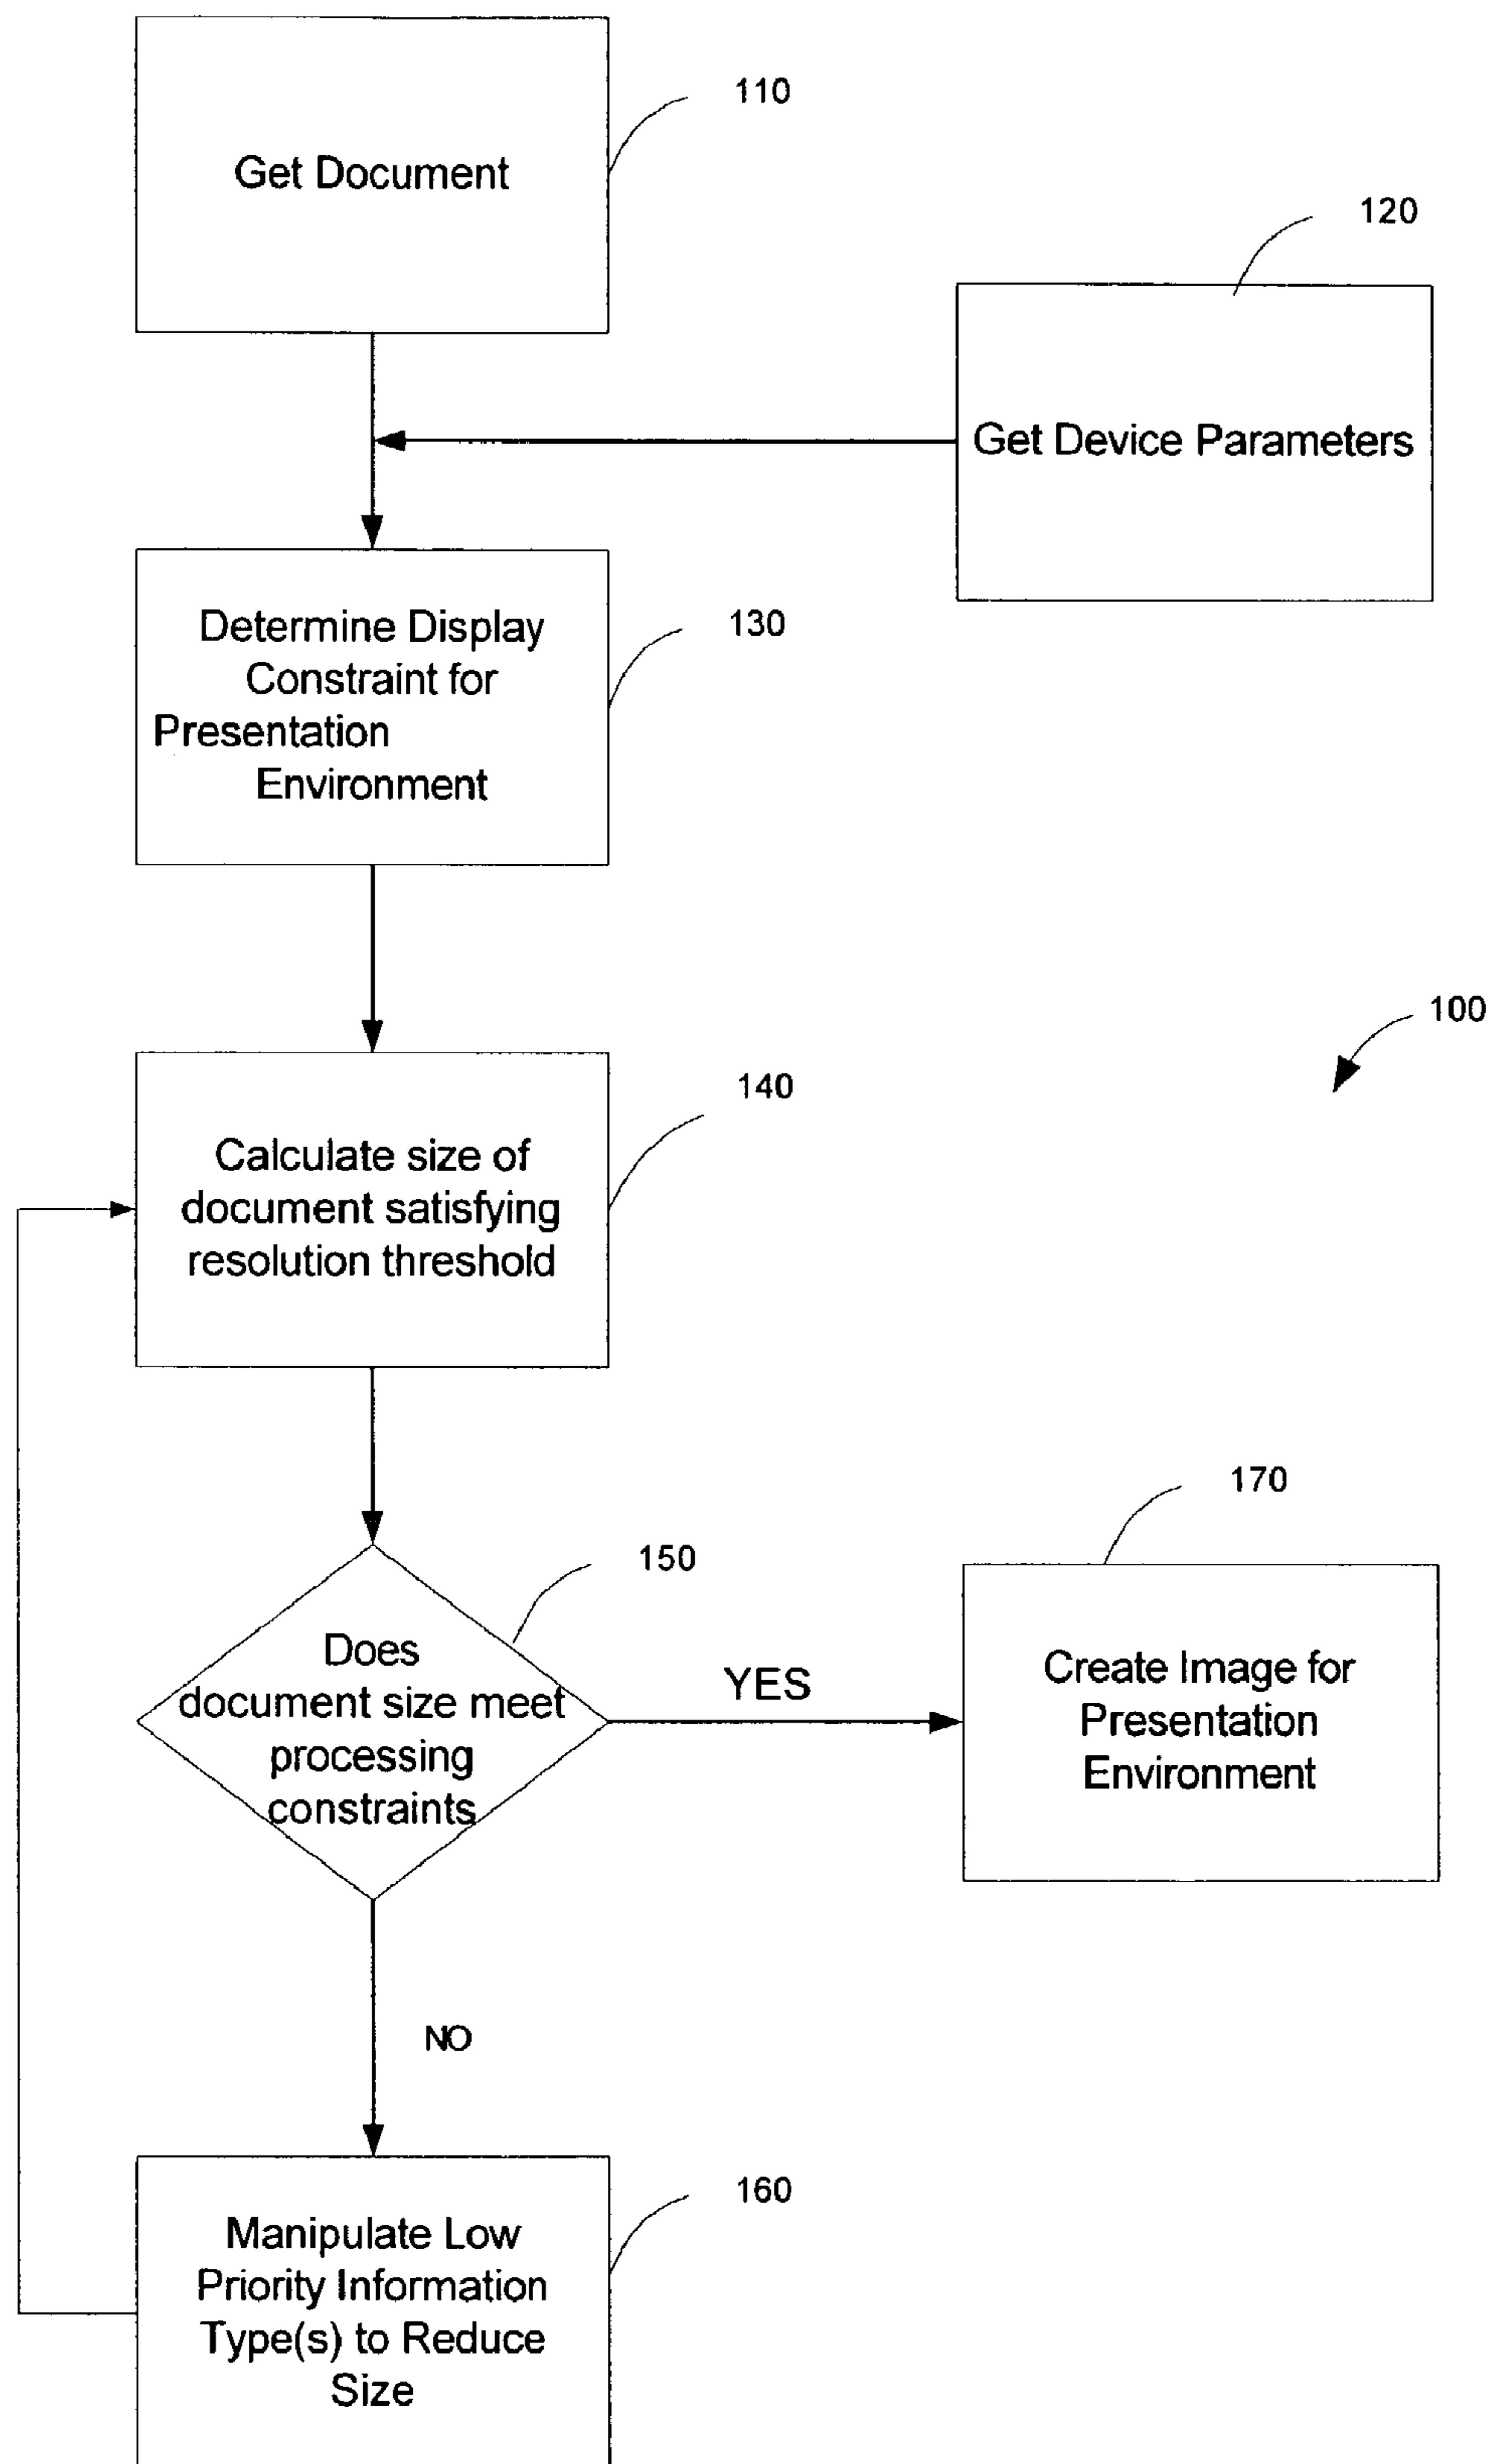 110
Get Document
120
Get Device Parameters
130
Determine Display
Constraint for
Presentation
Environment
100
140
Calculate size of
document satisfying
resolution threshold
150
170
Does
document size meet
processing
constraints
YES
Create Image for
Presentation
Environment
NO
160
Manipulate Low
Priority Information
Type(s) to Reduce
Size